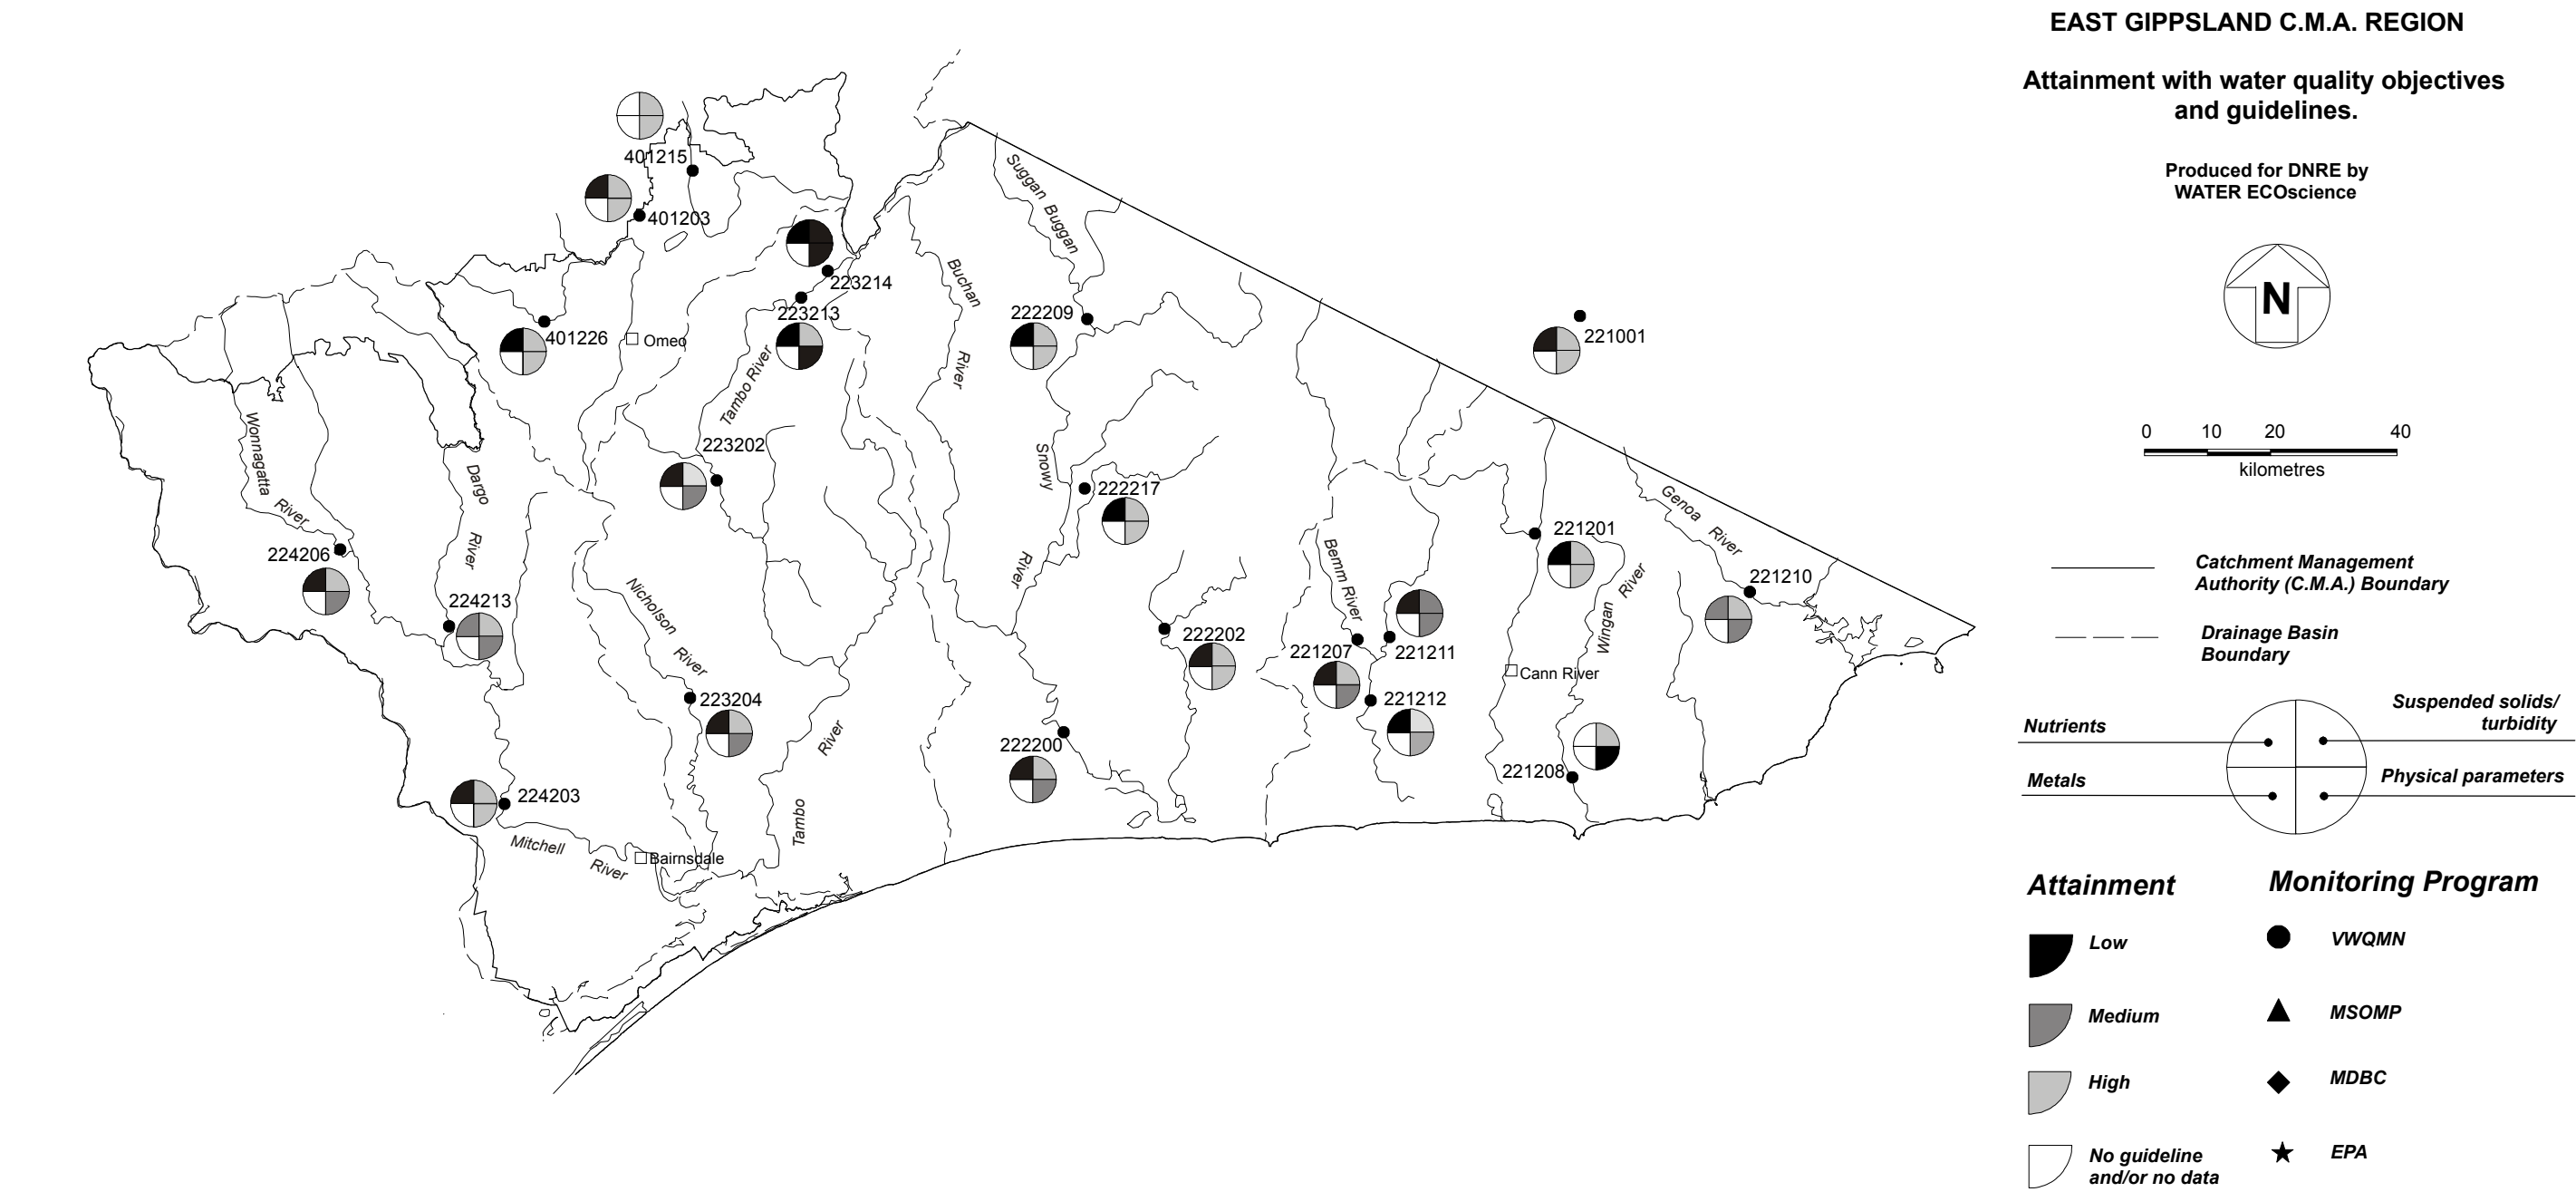 EAST GIPPSLAND C.M.A. REGION
Attainment with water quality objectives
and guidelines.
Produced for DNRE by
WATER ECOscience
N
0 10 20 40
kilometres
Catchment Management
Authority (C.M.A.) Boundary
Drainage Basin
Boundary
Nutrients
Suspended solids/
turbidity
Metals
Physical parameters
Attainment
Low
Medium
High
No guideline
and/or no data
Monitoring Program
VWQMN
MSOMP
MDBC
EPA
401215
401203
223214
223213
401226
Omeo
Tambo River
223202
Wonnagatta
River
224206
Dargo
River
224213
Nicholson
River
223204
224203
Mitchell
River
Bairnsdale
Tambo
River
Suggan Buggan
Buchan
River
222209
Snowy
River
222217
222202
222200
221001
Bemm River
221207
221211
221212
221201
Cann River
Wingan
River
221208
Genoa
River
221210